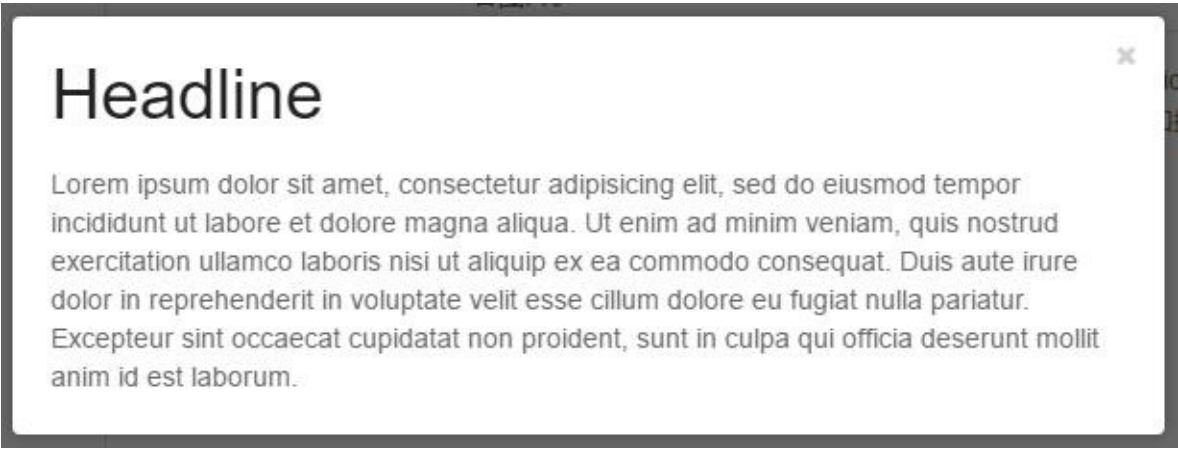 Headline
Lorem ipsum dolor sit amet, consectetur adipisicing elit, sed do eiusmod tempor
incididunt ut labore et dolore magna aliqua. Ut enim ad minim veniam, quis nostrud
exercitation ullamco laboris nisi ut aliquip ex ea commodo consequat. Duis aute irure
dolor in reprehenderit in voluptate velit esse cillum dolore eu fugiat nulla pariatur.
Excepteur sint occaecat cupidatat non proident, sunt in culpa qui officia deserunt mollit
anim id est laborum.